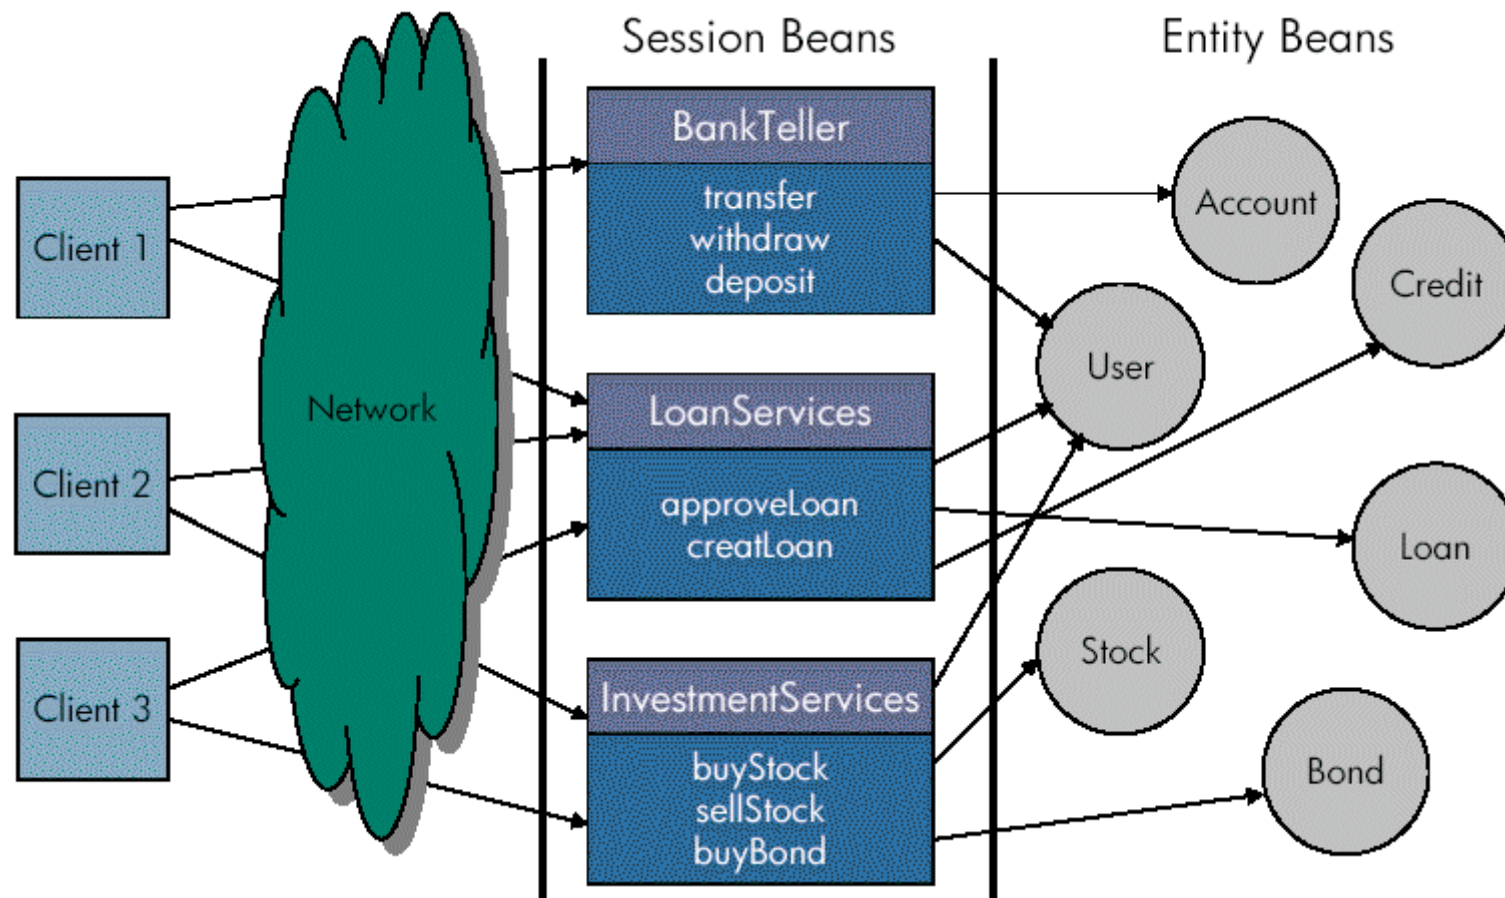 Session Beans
Entity Beans
Client 1
Client 2
Client 3
Network
BankTeller
transfer
withdraw
deposit
LoanServices
approveLoan
creatLoan
InvestmentServices
buyStock
sellStock
buyBond
Account
Credit
User
Loan
Stock
Bond